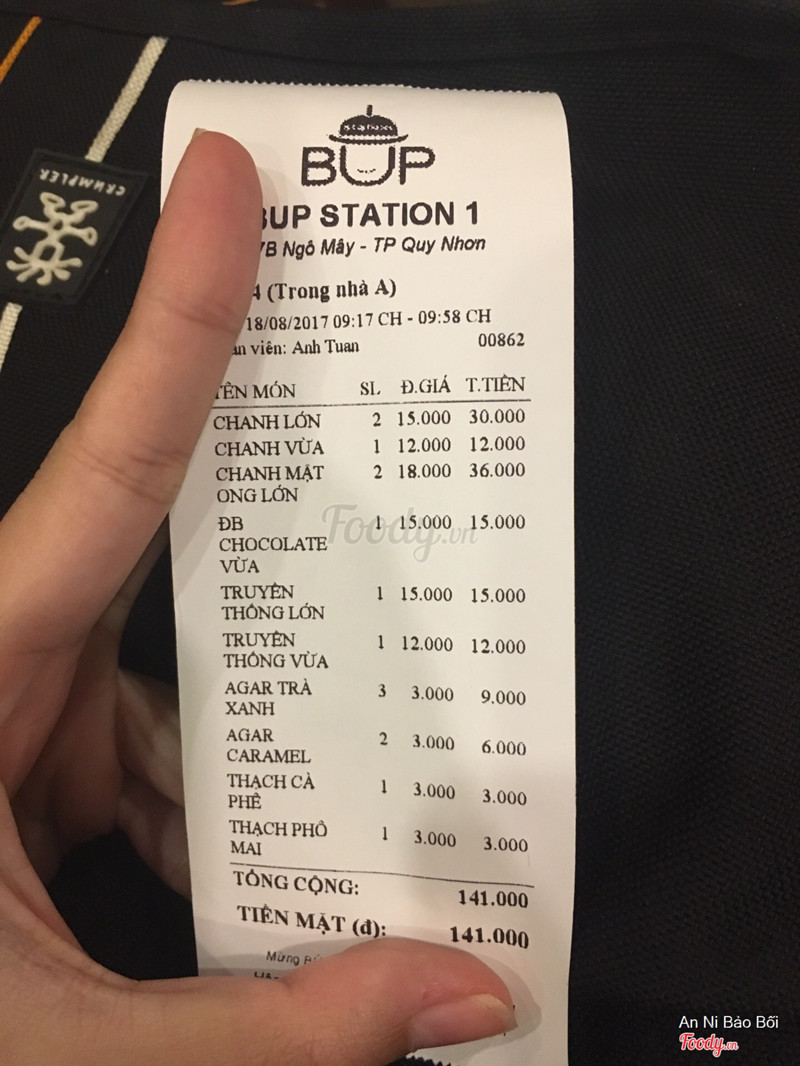 CRUMPLER
station
BUP
BUP STATION 1
7B Ngô Mây - TP Quy Nhơn
4 (Trong nhà A)
18/08/2017 09:17 CH - 09:58 CH
viên: Anh Tuan 00862
TÊN MÓN SL Đ.GIÁ T.TIỀN
CHANH LỚN 2 15.000 30.000
CHANH VỪA 1 12.000 12.000
CHANH MẬT 2 18.000 36.000
ONG LỚN
ĐB 1 15.000 15.000
CHOCOLATE
VỪA
TRUYỀN 1 15.000 15.000
THỐNG LỚN
TRUYỀN 1 12.000 12.000
THỐNG VỪA
AGAR TRÀ 3 3.000 9.000
XANH
AGAR 2 3.000 6.000
CARAMEL
THẠCH CÀ 1 3.000 3.000
PHÊ
THẠCH PHÔ 1 3.000 3.000
MAI
TỔNG CỘNG: 141.000
TIỀN MẶT (đ): 141.000
Mừng
Foody.vn
An Ni Bảo Bối
Foody.vn